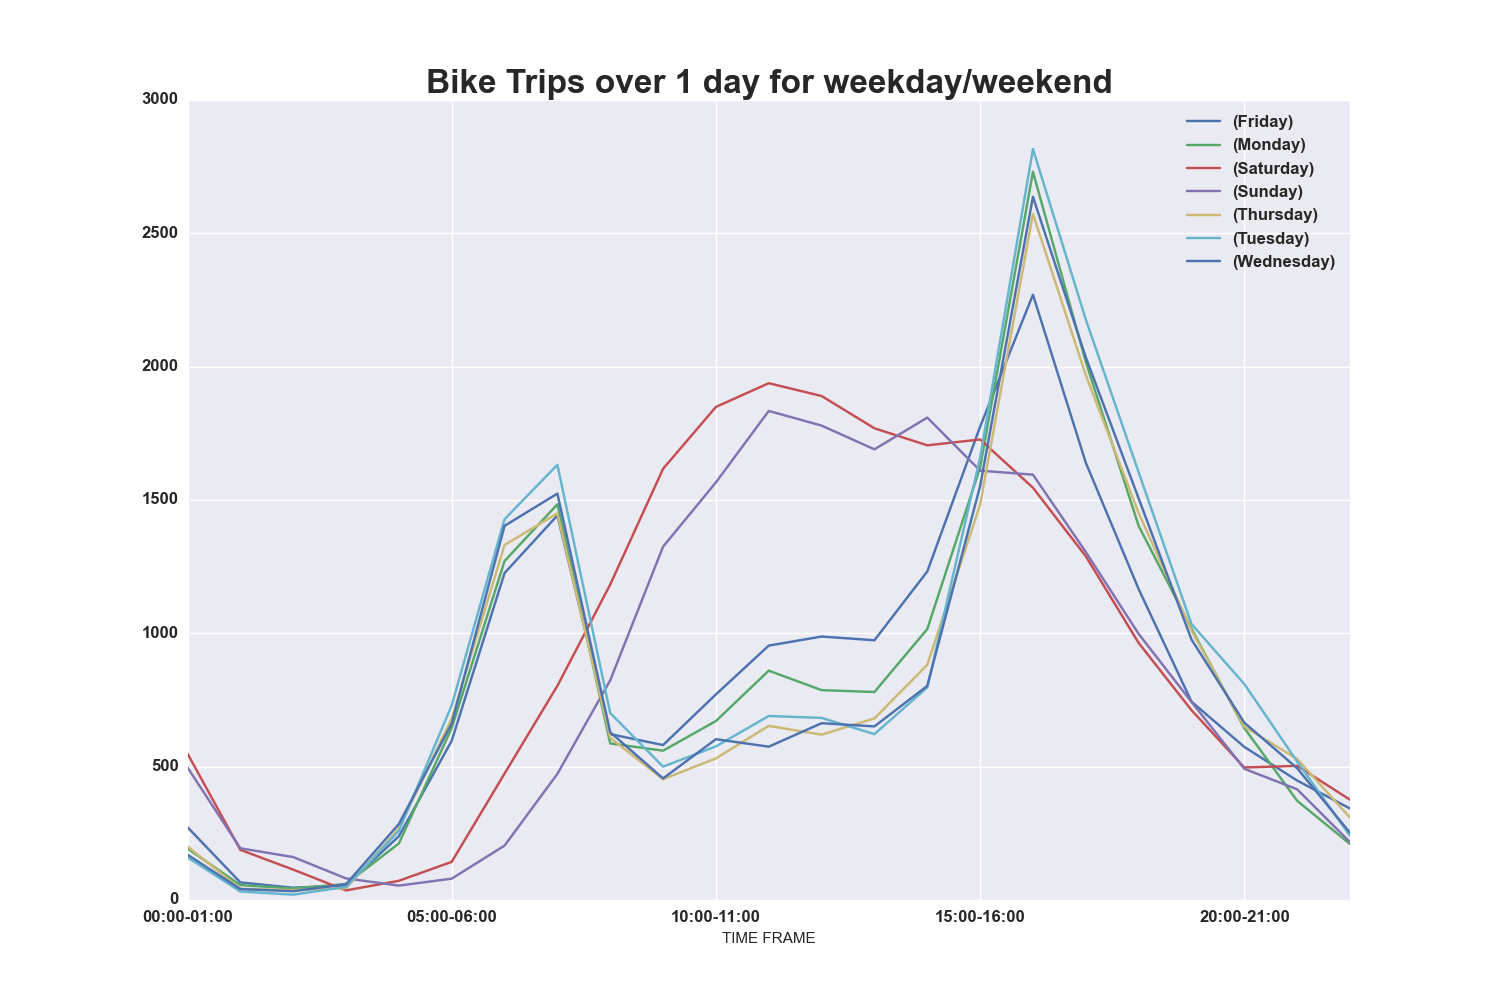 Bike Trips over 1 day for weekday/weekend
3000
2500
2000
1500
1000
500
0
(Friday)
(Monday)
(Saturday)
(Sunday)
(Thursday)
(Tuesday)
(Wednesday)
00:00-01:00 05:00-06:00 10:00-11:00 15:00-16:00 20:00-21:00
TIME FRAME